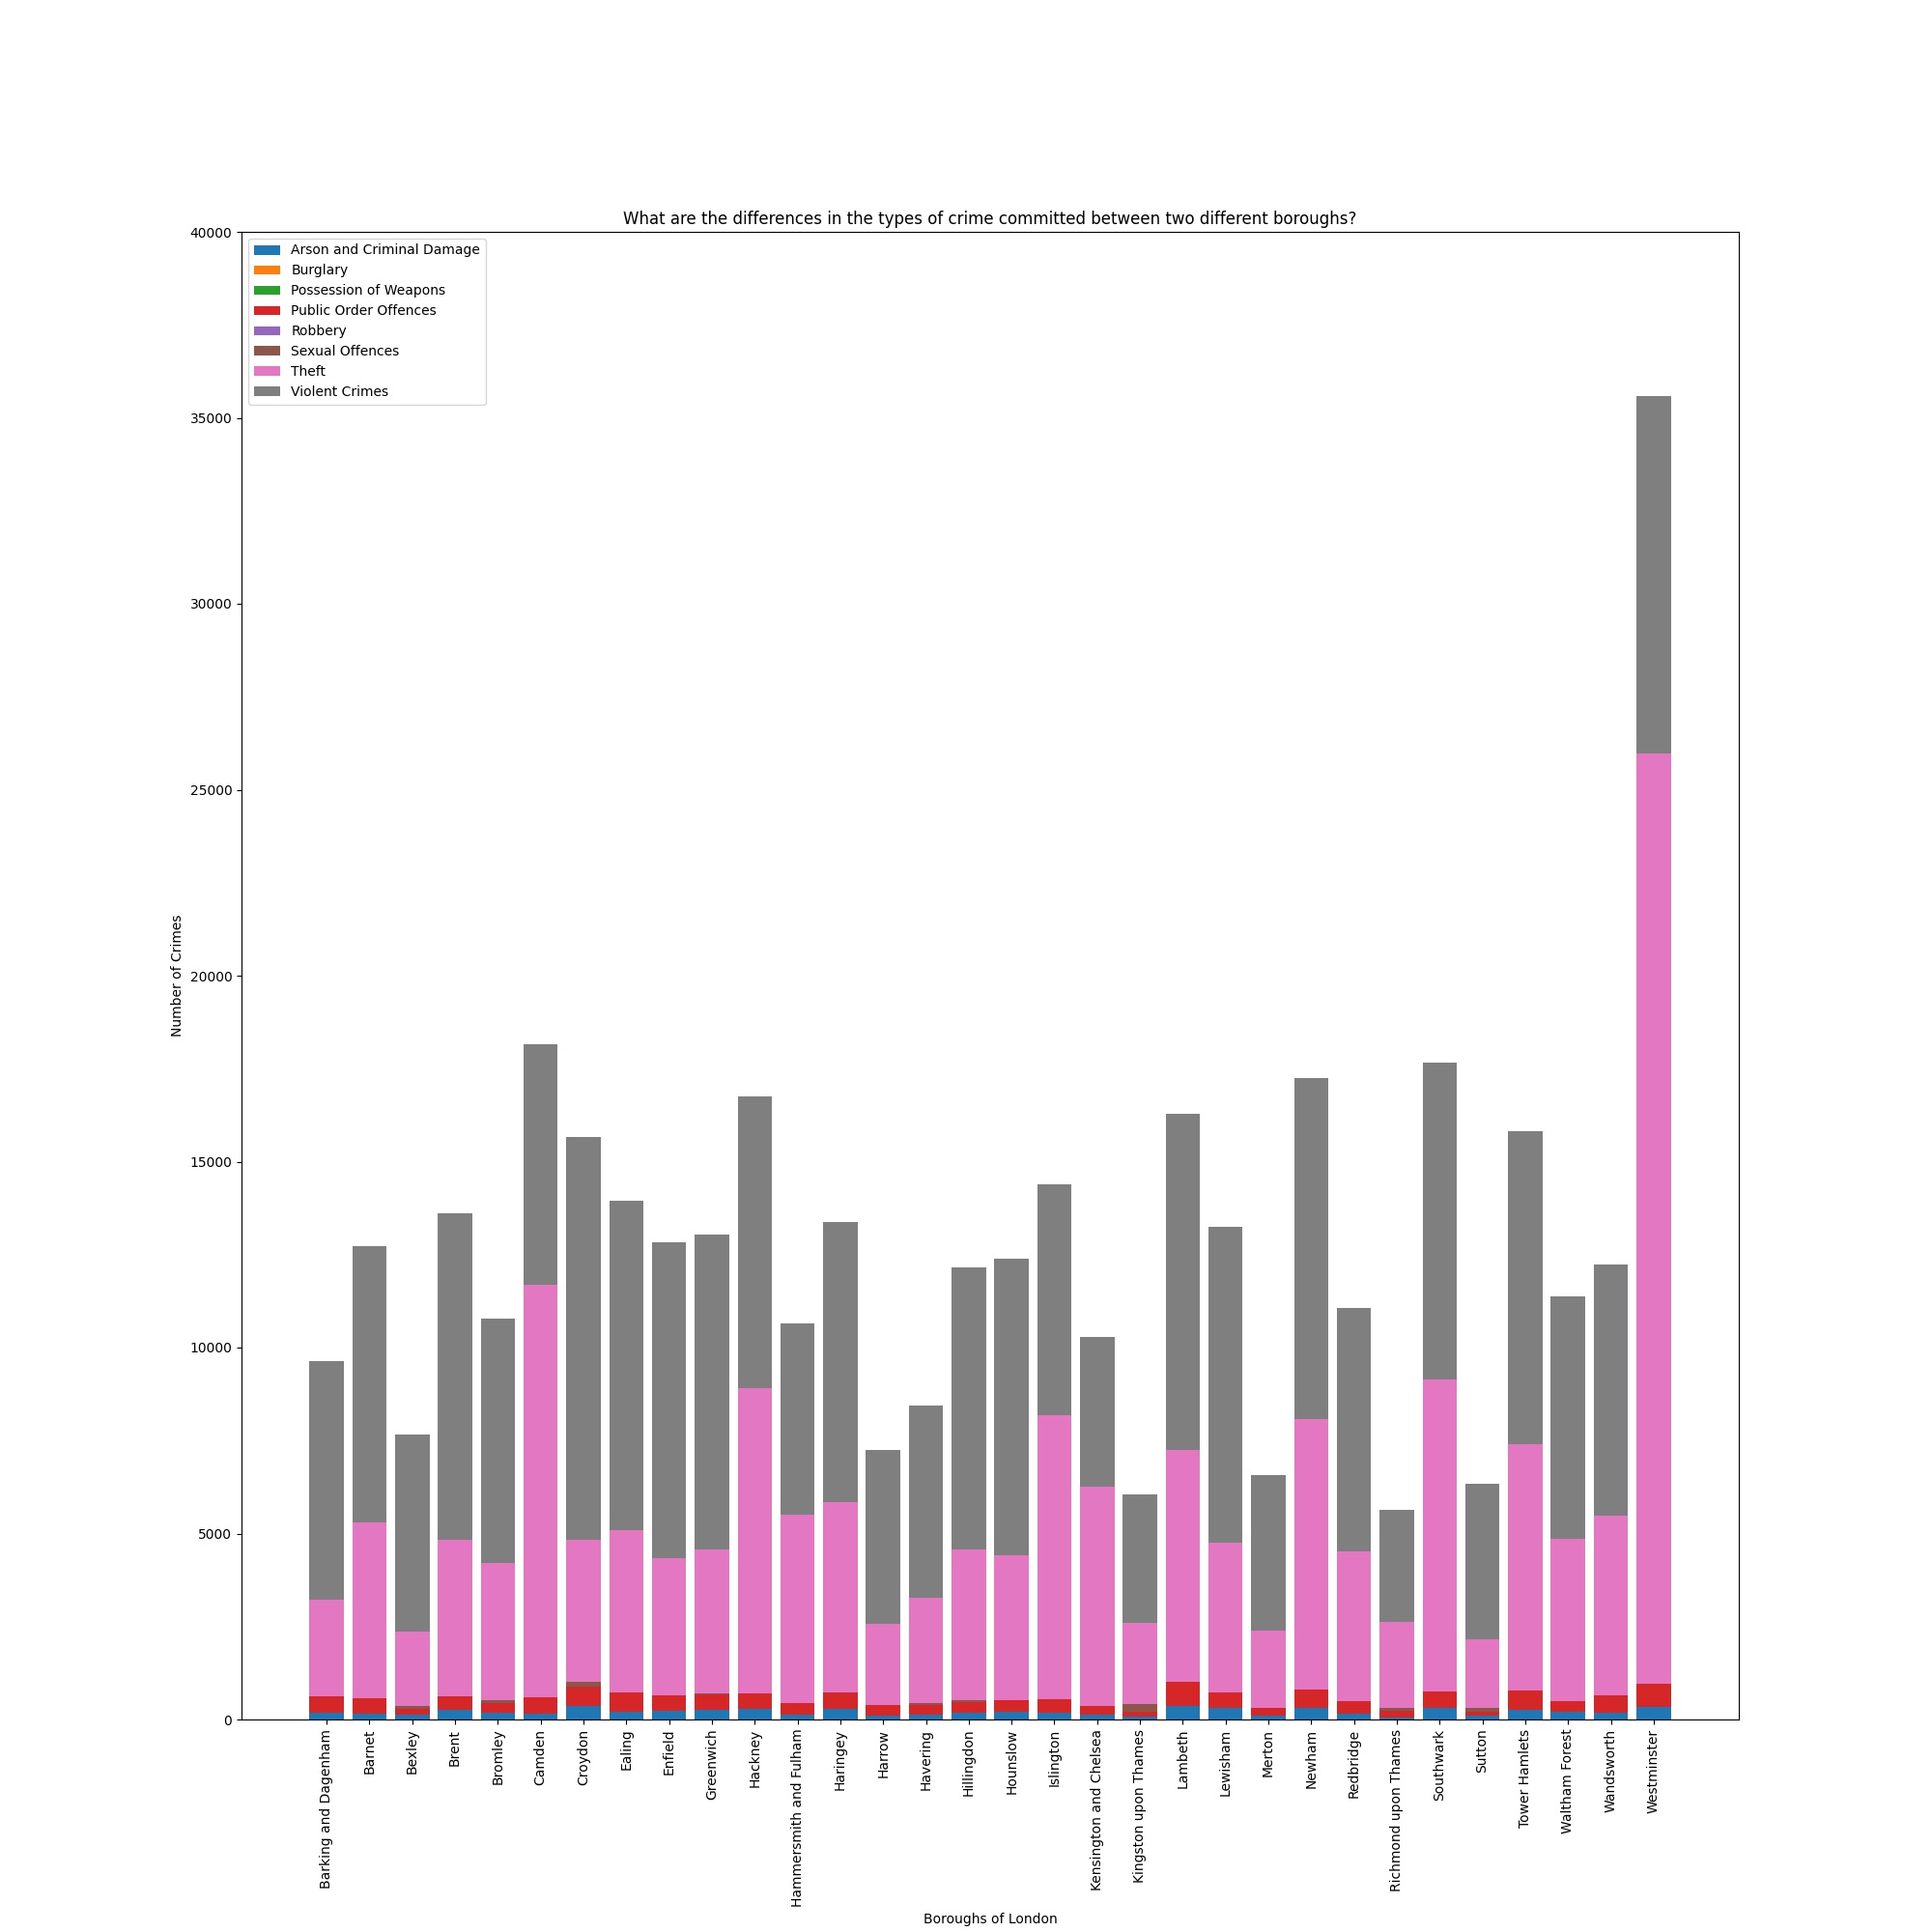 What are the differences in the types of crime committed between two different boroughs?
40000
35000
30000
25000
20000
15000
10000
5000
0
Number of Crimes
Arson and Criminal Damage
Burglary
Possession of Weapons
Public Order Offences
Robbery
Sexual Offences
Theft
Violent Crimes
Barking and Dagenham
Barnet
Bexley
Brent
Bromley
Camden
Croydon
Ealing
Enfield
Greenwich
Hackney
Hammersmith and Fulham
Haringey
Harrow
Havering
Hillingdon
Hounslow
Islington
Kensington and Chelsea
Kingston upon Thames
Lambeth
Lewisham
Merton
Newham
Redbridge
Richmond upon Thames
Southwark
Sutton
Tower Hamlets
Waltham Forest
Wandsworth
Westminster
Boroughs of London